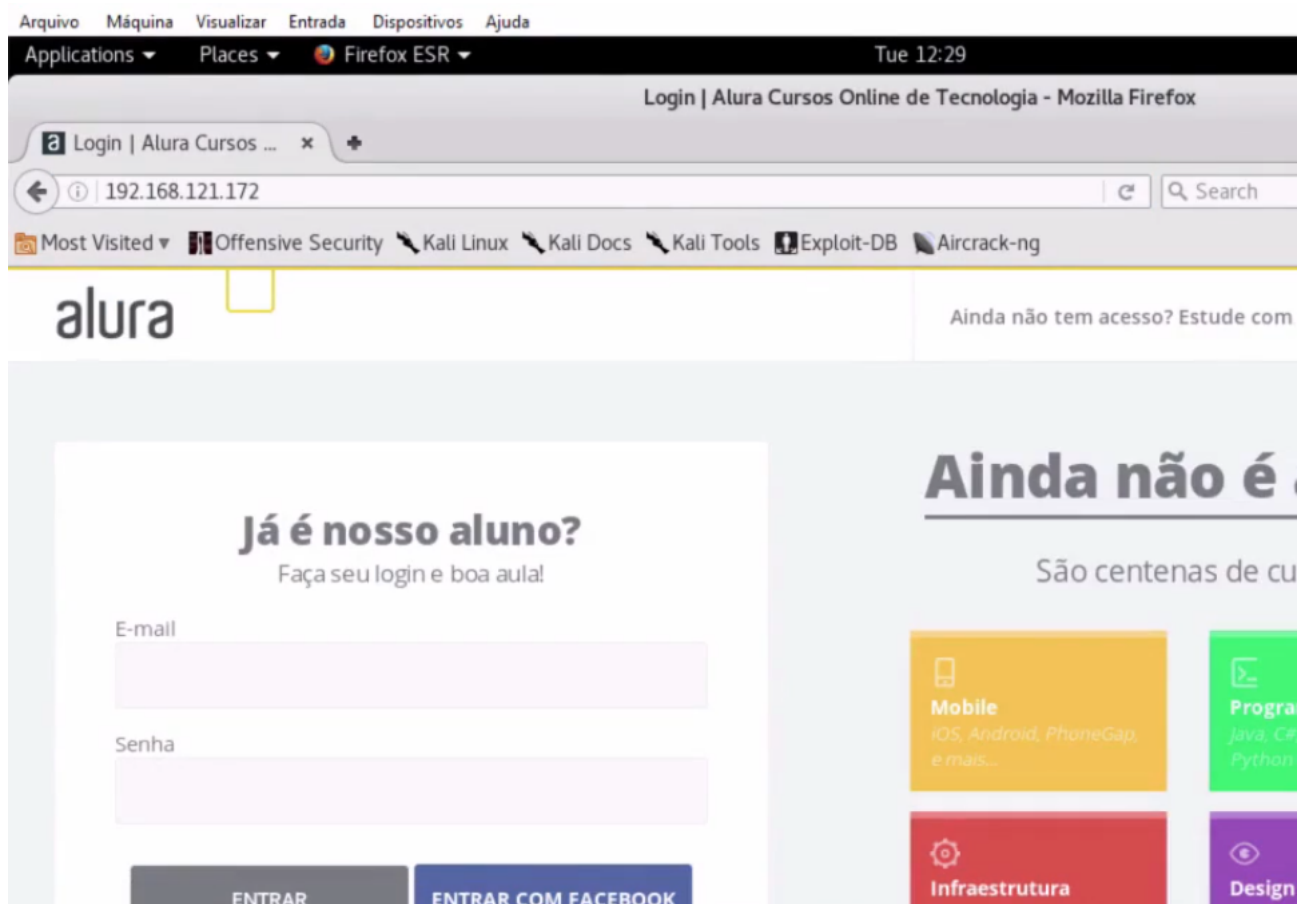 Arquivo Máquina Visualizar Entrada Dispositivos Ajuda
Applications Places Firefox ESR Tue 12:29
Login | Alura Cursos Online de Tecnologia - Mozilla Firefox
a Login | Alura Cursos ...
192.168.121.172 Search
Most Visited Offensive Security Kali Linux Kali Docs Kali Tools Exploit-DB Aircrack-ng
alura
Ainda não tem acesso? Estude com
Já é nosso aluno?
Faça seu login e boa aula!
E-mail
Senha
ENTRAR ENTRAR COM FACEBOOK
Ainda não é
São centenas de cu
Mobile
iOS, Android, PhoneGap,
e mais...
Progra
Java, C#
Python
Infraestrutura
Design